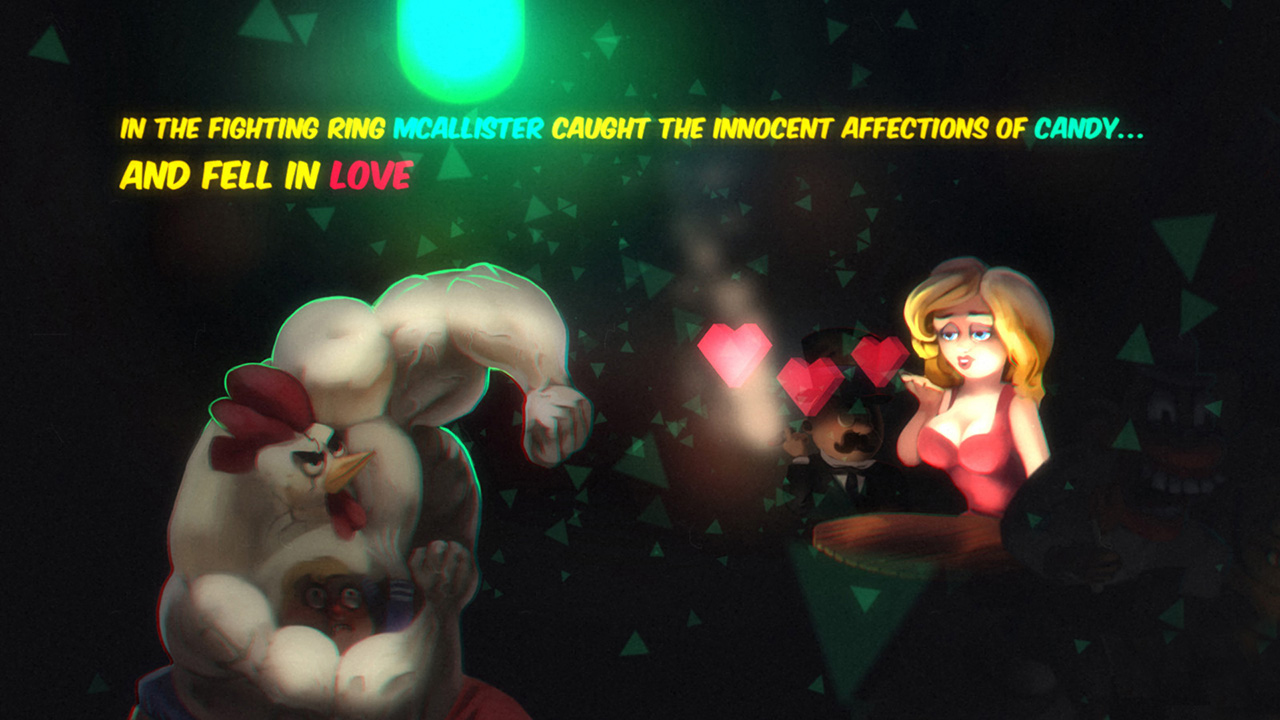 IN THE FIGHTING RING MCALLISTER CAUGHT THE INNOCENT AFFECTIONS OF CANDY...
AND FELL IN LOVE